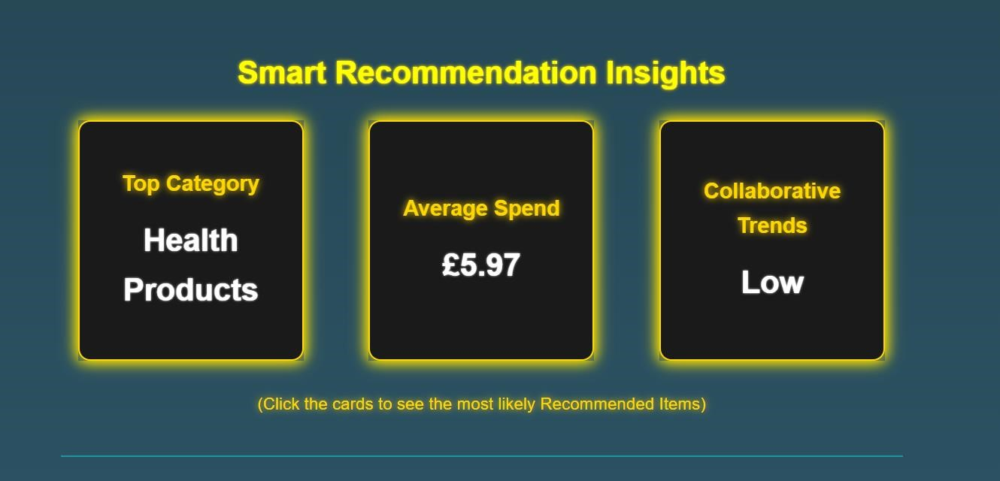 Smart Recommendation Insights
Top Category
Health
Products
Average Spend
£5.97
Collaborative
Trends
Low
(Click the cards to see the most likely Recommended Items)